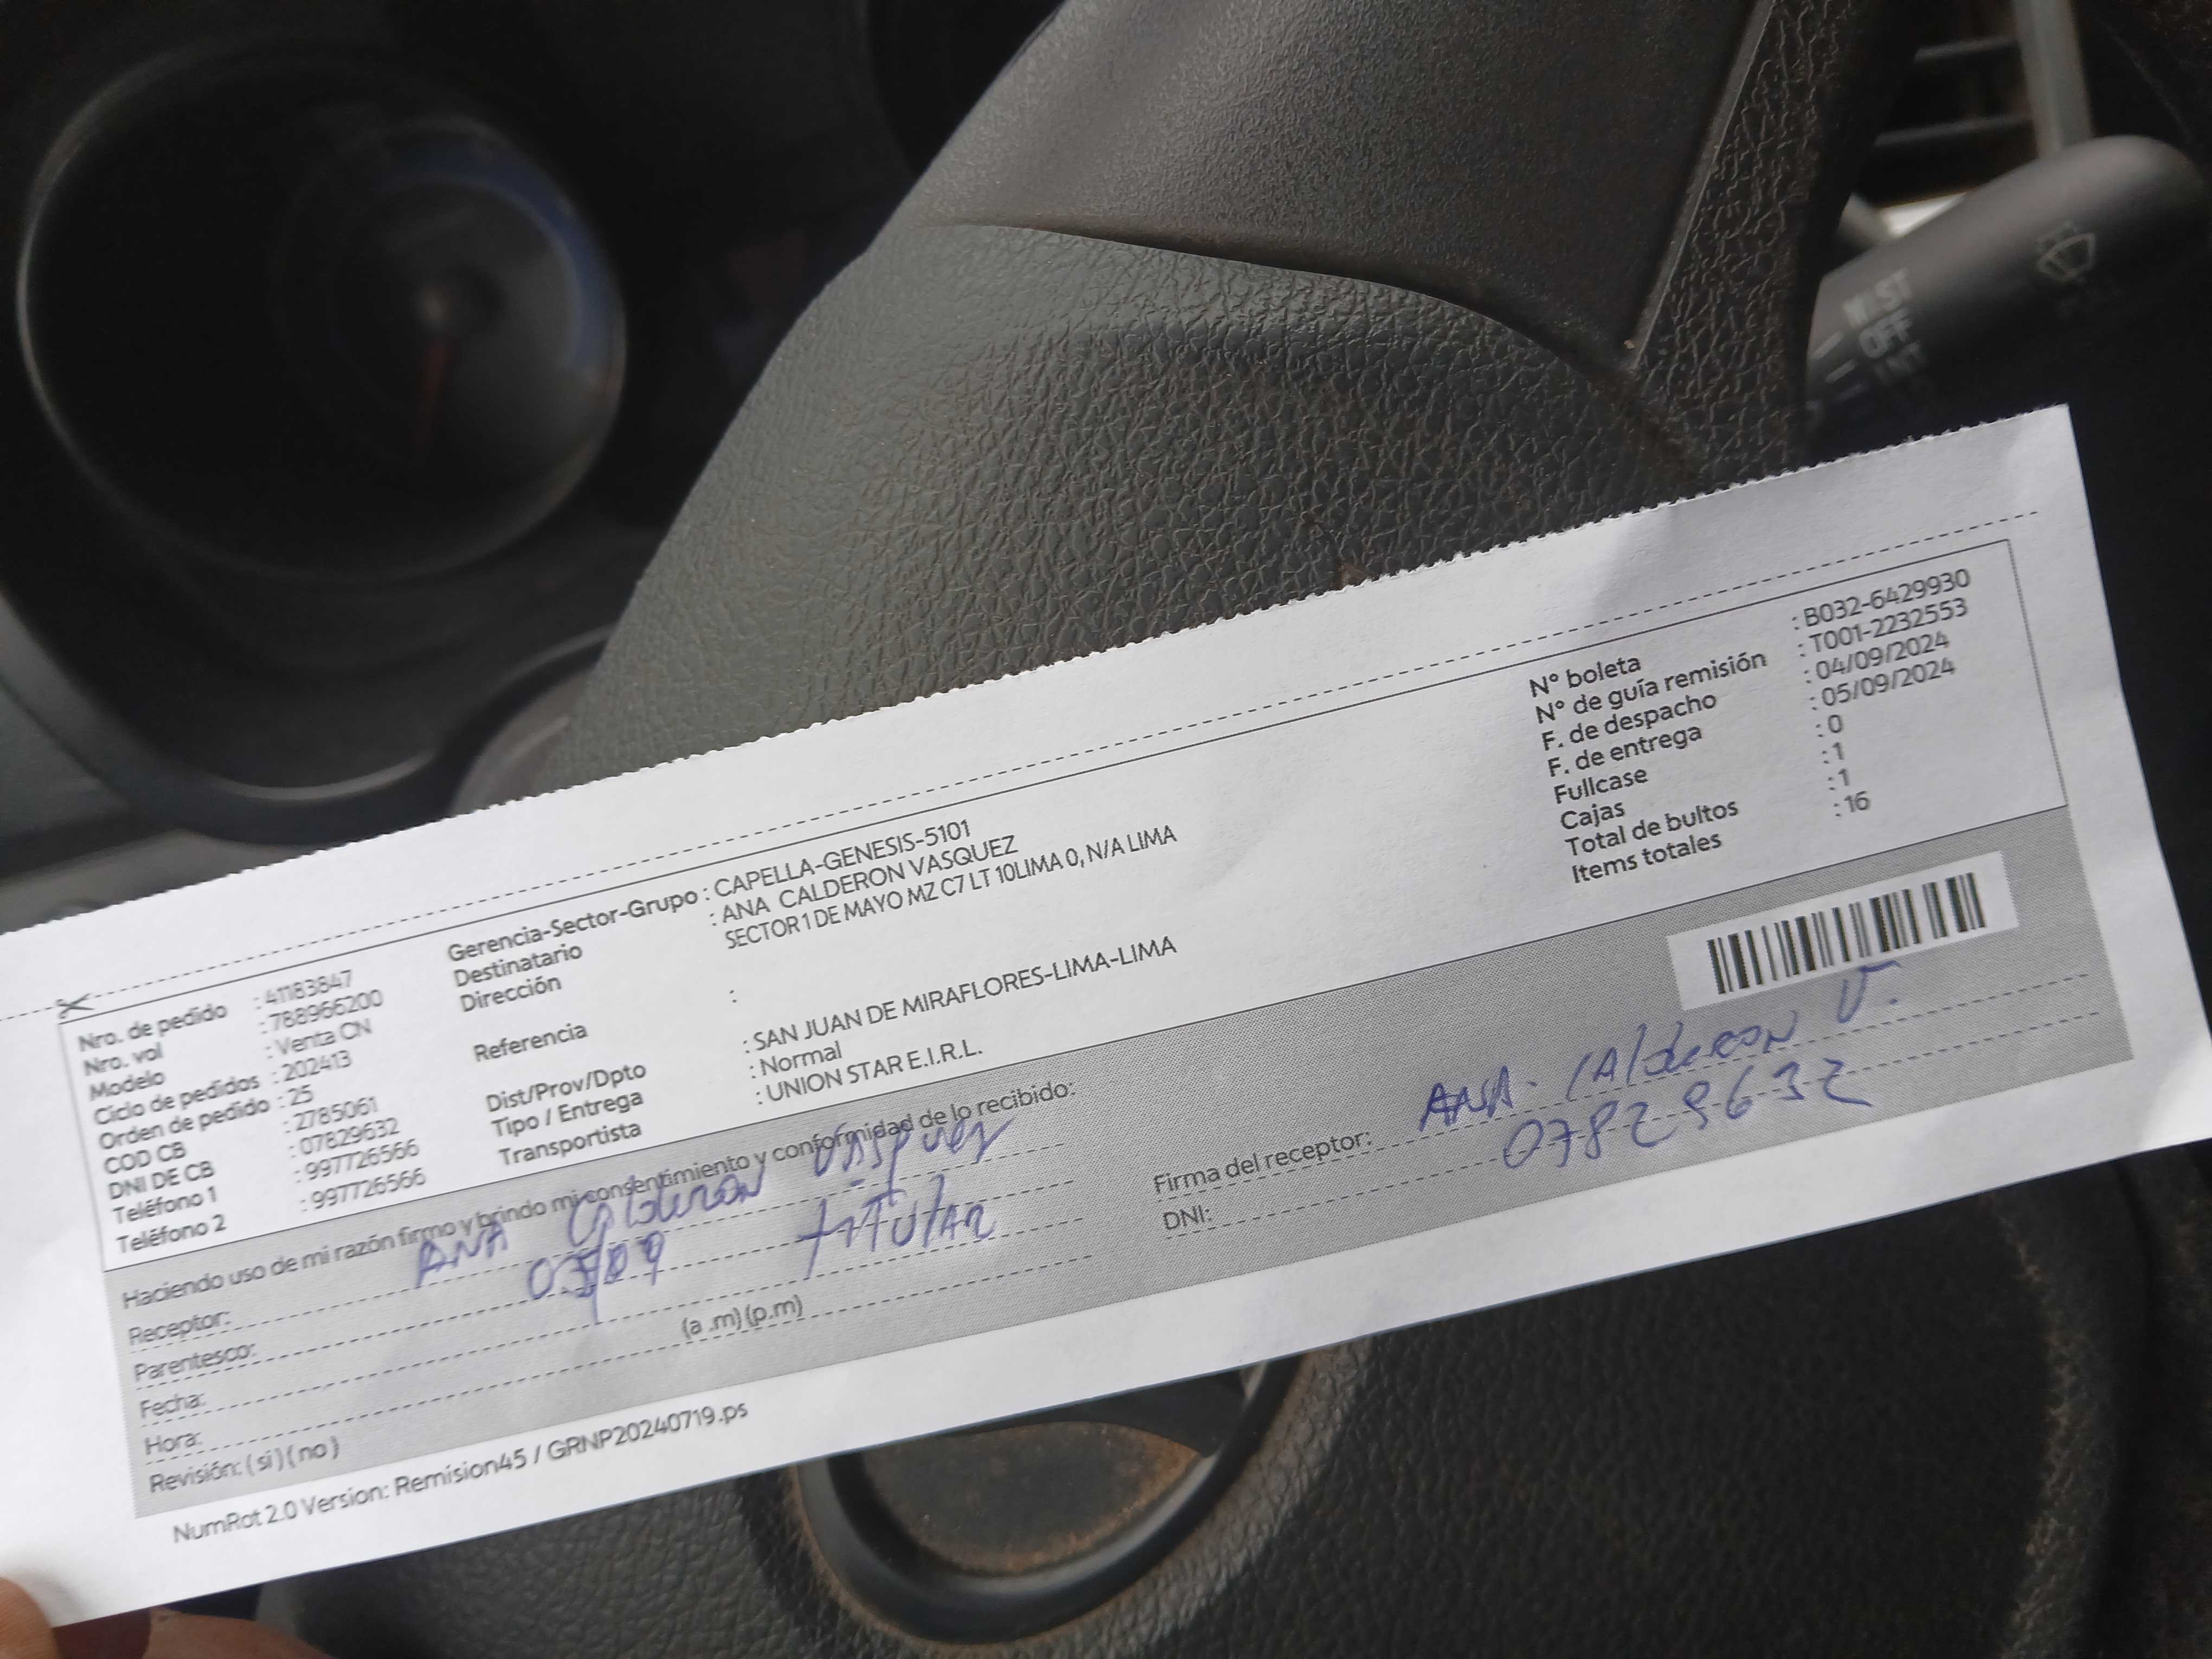 MIST
OFF
INT
N° boleta : B032-6429930
N° de guía remisión : T001-2232553
F. de despacho : 04/09/2024
F. de entrega : 05/09/2024
Fullcase : 0
Cajas : 1
Total de bultos : 1
Items totales : 16
Nro. de pedido : 41183847
Nro. vol : 788966200
Modelo : Venta CN
Ciclo de pedidos : 202413
Orden de pedido : 25
COD CB : 2785061
DNI DE CB : 07829632
Teléfono 1 : 997726566
Teléfono 2 : 997726566
Gerencia-Sector-Grupo : CAPELLA-GENESIS-5101
Destinatario : ANA CALDERON VASQUEZ
Dirección SECTOR 1 DE MAYO MZ C7 LT 10LIMA 0, N/A LIMA
Referencia :
Dist/Prov/Dpto : SAN JUAN DE MIRAFLORES-LIMA-LIMA
Tipo / Entrega : Normal
Transportista : UNION STAR E.I.R.L.
Haciendo uso de mi razón firmo y brindo mi consentimiento y conformidad de lo recibido:
Receptor: ANA Calderon Vasquez
Parentesco: titular
Fecha:
Hora: (a .m) (p.m)
Revisión: ( si ) ( no )
Firma del receptor: ANA. Calderon V.
DNI: 07829632
NumRot 2.0 Version: Remision45 / GRNP20240719.ps